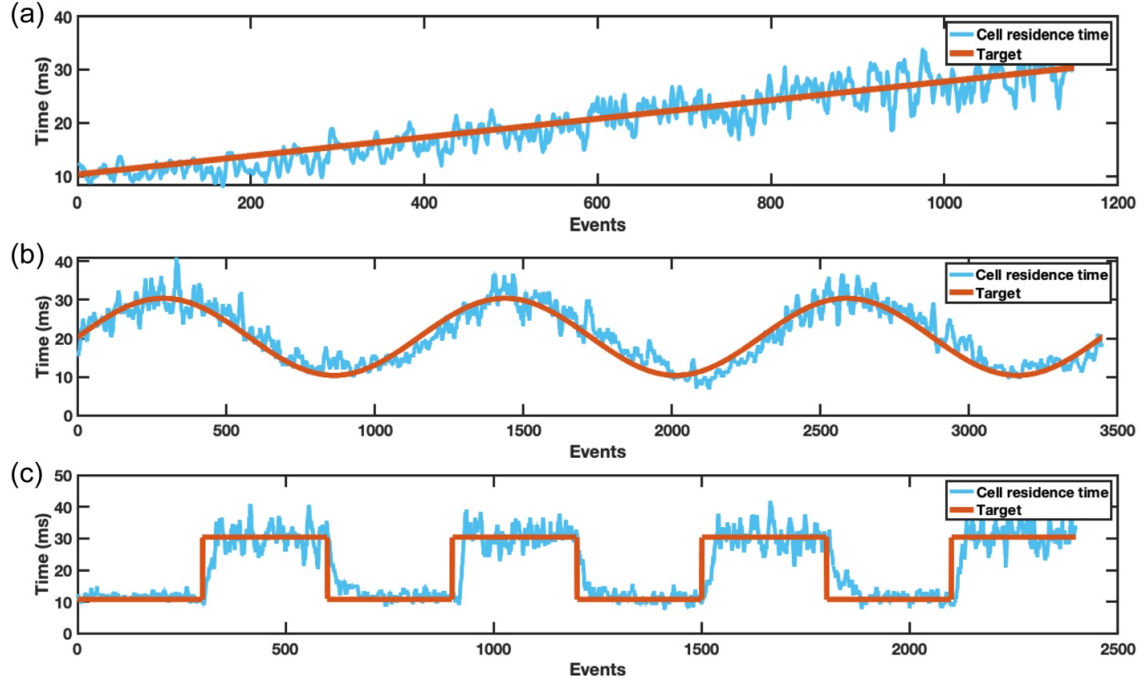 (a)
40
30
20
10
Time (ms)
Cell residence time
Target
0 200 400 600 800 1000 1200
Events
(b)
40
30
20
10
0
Time (ms)
Cell residence time
Target
0 500 1000 1500 2000 2500 3000 3500
Events
(c)
50
40
30
20
10
0
Time (ms)
Cell residence time
Target
0 500 1000 1500 2000 2500
Events